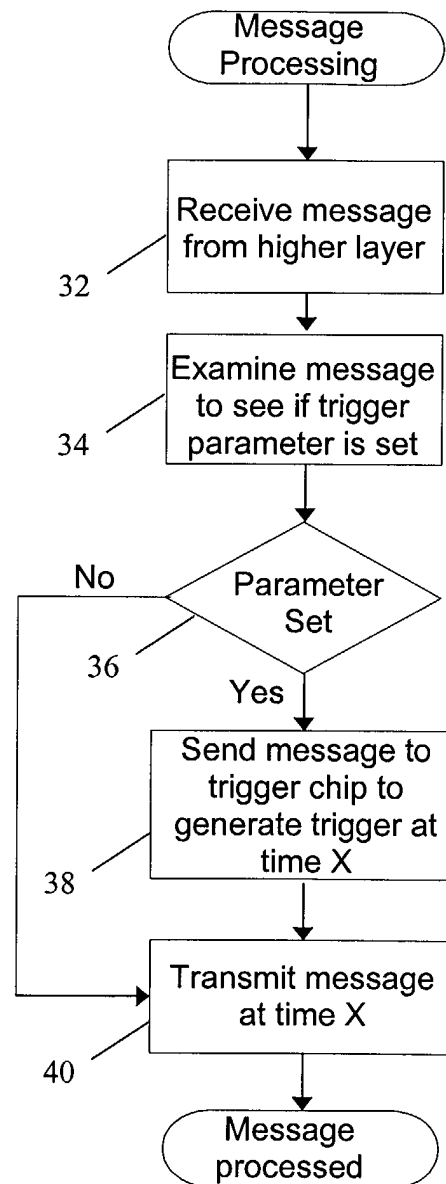 Message
Processing
Receive message
from higher layer
32
Examine message
to see if trigger
parameter is set
34
No
Parameter
Set
36
Yes
Send message to
trigger chip to
generate trigger at
time X
38
Transmit message
at time X
40
Message
processed